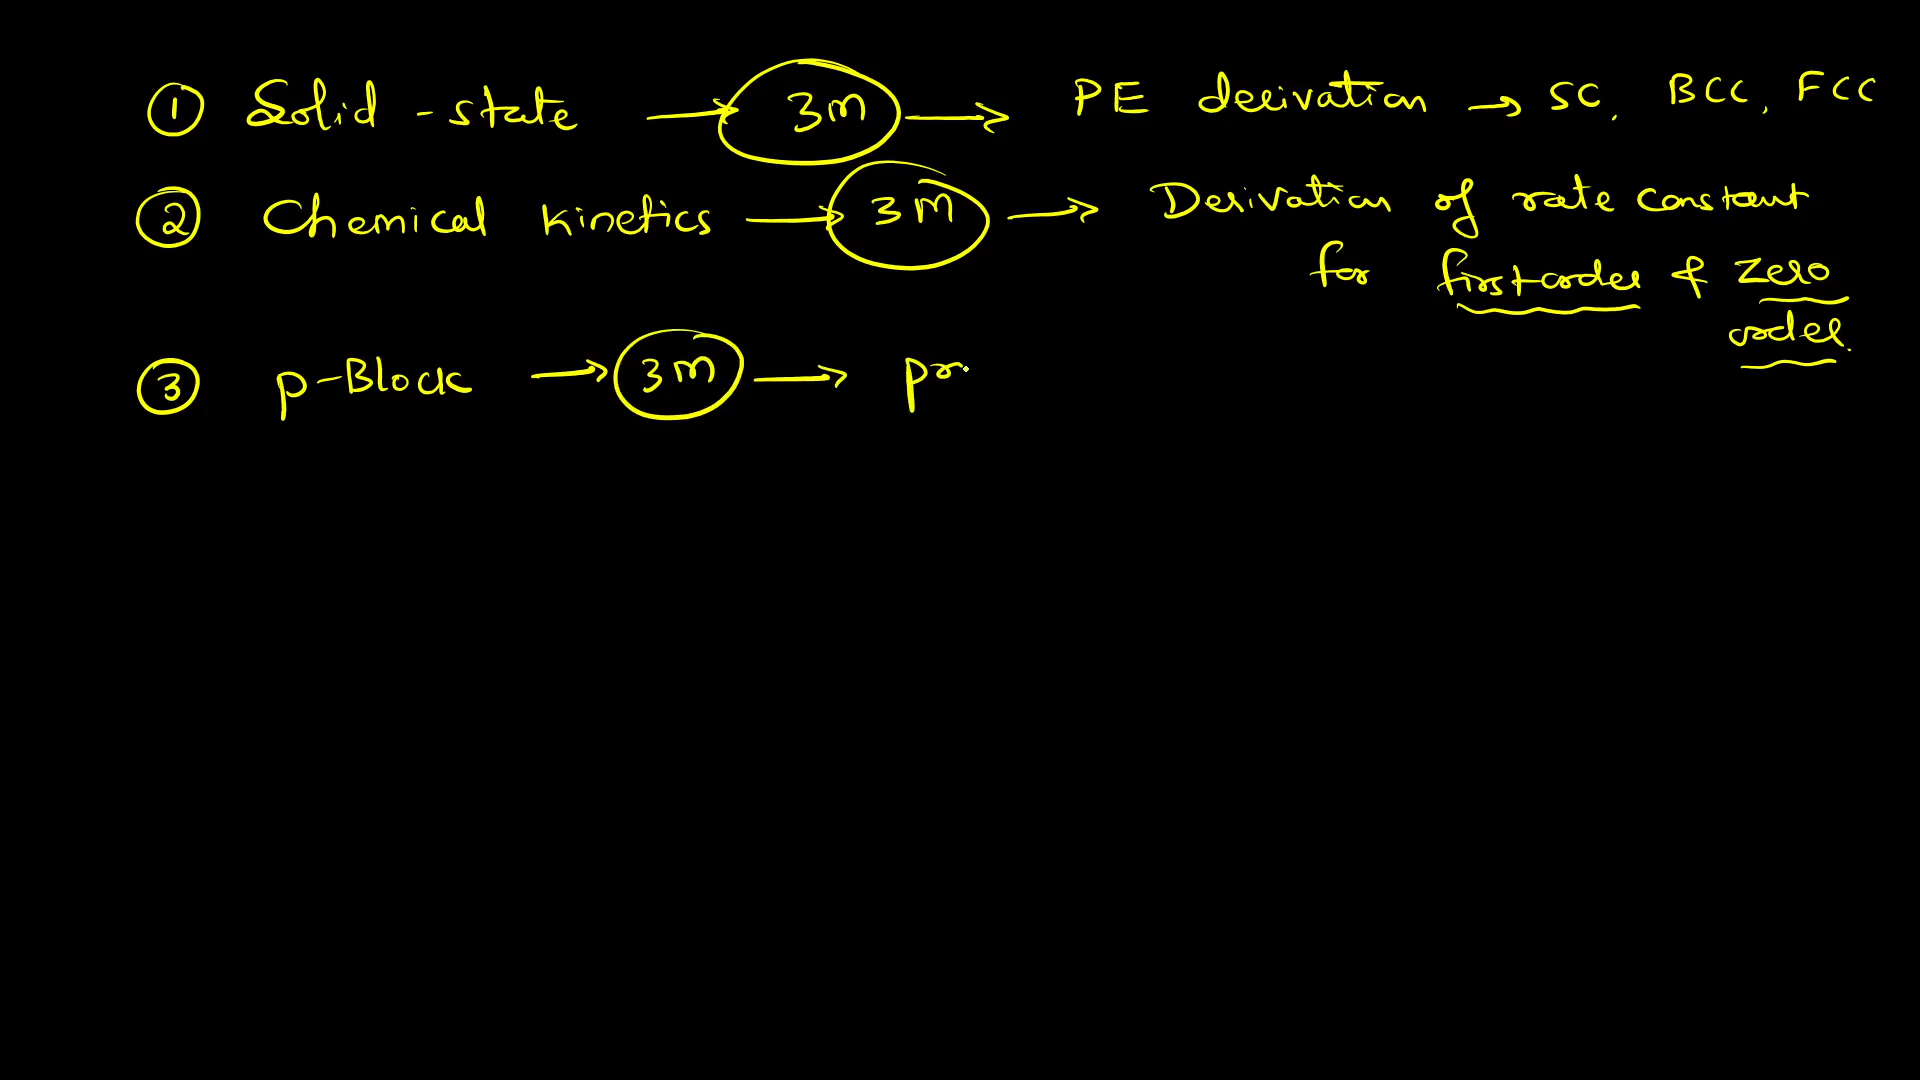 ① Solid-state → 3m → PE derivation → SC, BCC, FCC
② Chemical kinetics → 3M → Derivation of rate constant
for first order & zero
order.
③ p-Block → 3m → pr